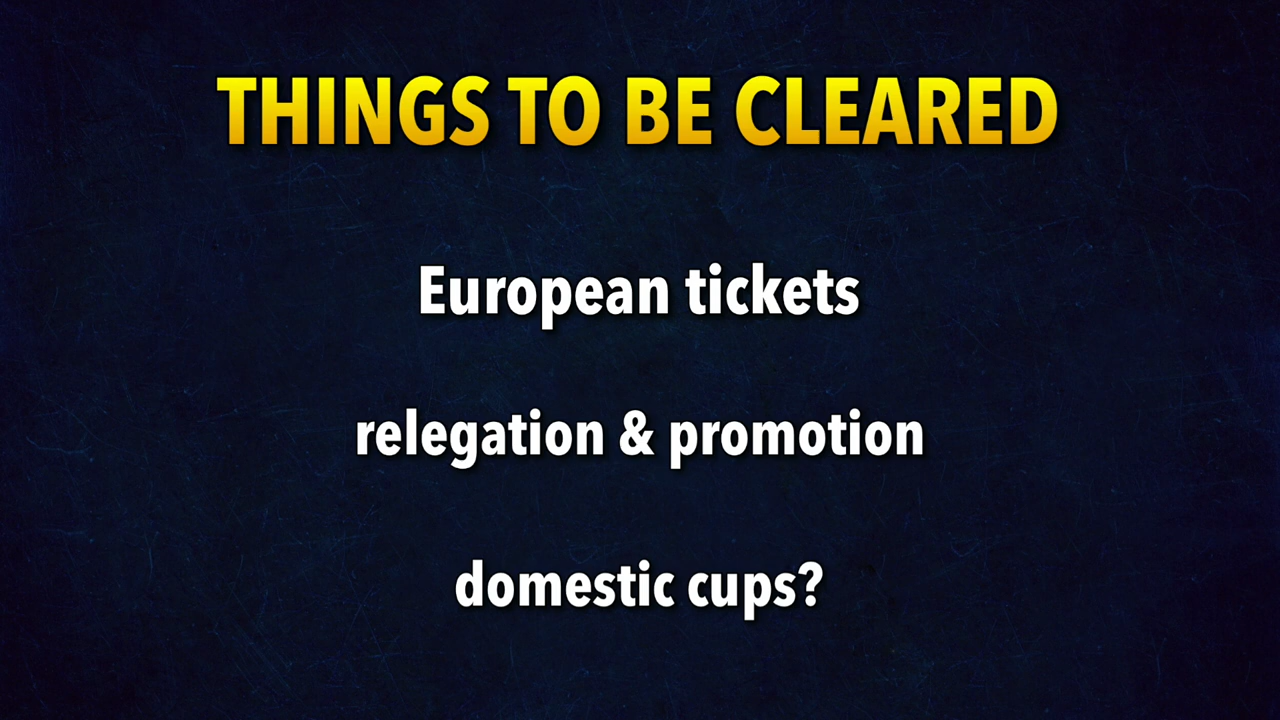 THINGS TO BE CLEARED
European tickets
relegation & promotion
domestic cups?